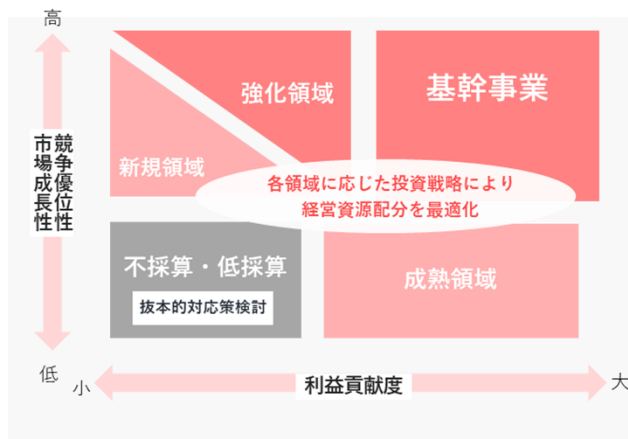 高
強化領域
基幹事業
新規領域
競争優位性
市場成長性
各領域に応じた投資戦略により
経営資源配分を最適化
不採算・低採算
抜本的対応策検討
成熟領域
低
小
利益貢献度
大